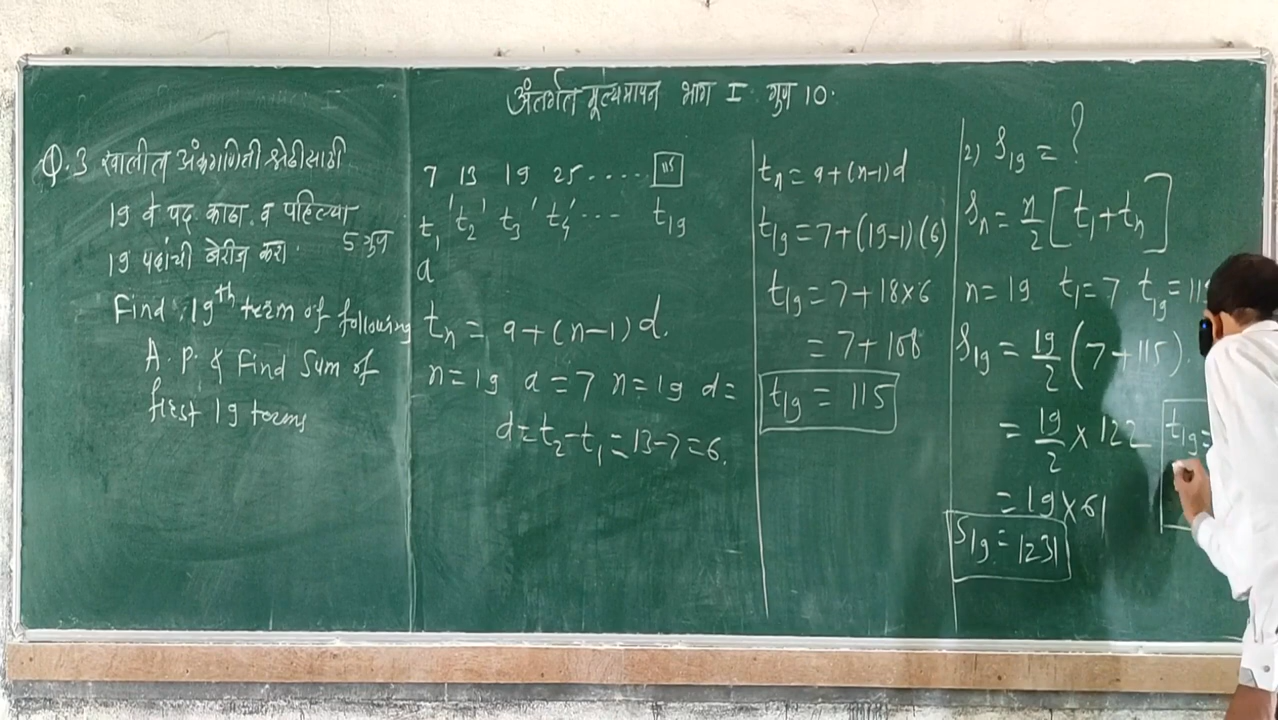 अंतर्गत मूल्यमापन भाग I गुण 10.
Q.3 खालील अंकगणिती श्रेढीसाठी
19 वे पद काढा व पहिल्या
19 पदांची बेरीज करा. 5 गुण
Find 19th term of following
A.P. & Find Sum of
first 19 terms
7 13 19 25 ..... 115
t₁, t₂, t₃, t₄, ... t₁₉
a
tₙ = a+(n-1)d.
n=19 a=7 n=19 d=
d=t₂-t₁=13-7=6.
tₙ = a+(n-1)d
t₁₉ = 7+(19-1)(6)
t₁₉ = 7+18×6
= 7+108
t₁₉ = 115
2) S₁₉ = ?
Sₙ = n/2 [t₁+tₙ]
n=19 t₁=7 t₁₉=115
S₁₉ = 19/2 (7+115).
= 19/2 × 122
= 19×61
S₁₉ = 1231
t₁₉=